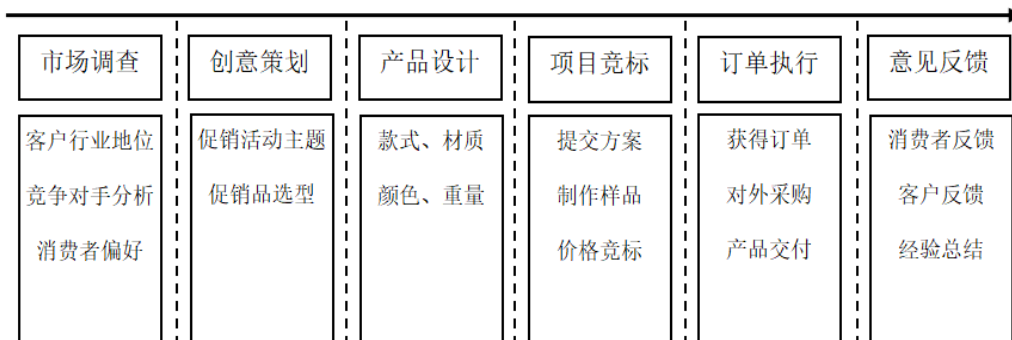 市场调查
创意策划
产品设计
项目竞标
订单执行
意见反馈
客户行业地位
竞争对手分析
消费者偏好
促销活动主题
促销品选型
款式、材质
颜色、重量
提交方案
制作样品
价格竞标
获得订单
对外采购
产品交付
消费者反馈
客户反馈
经验总结